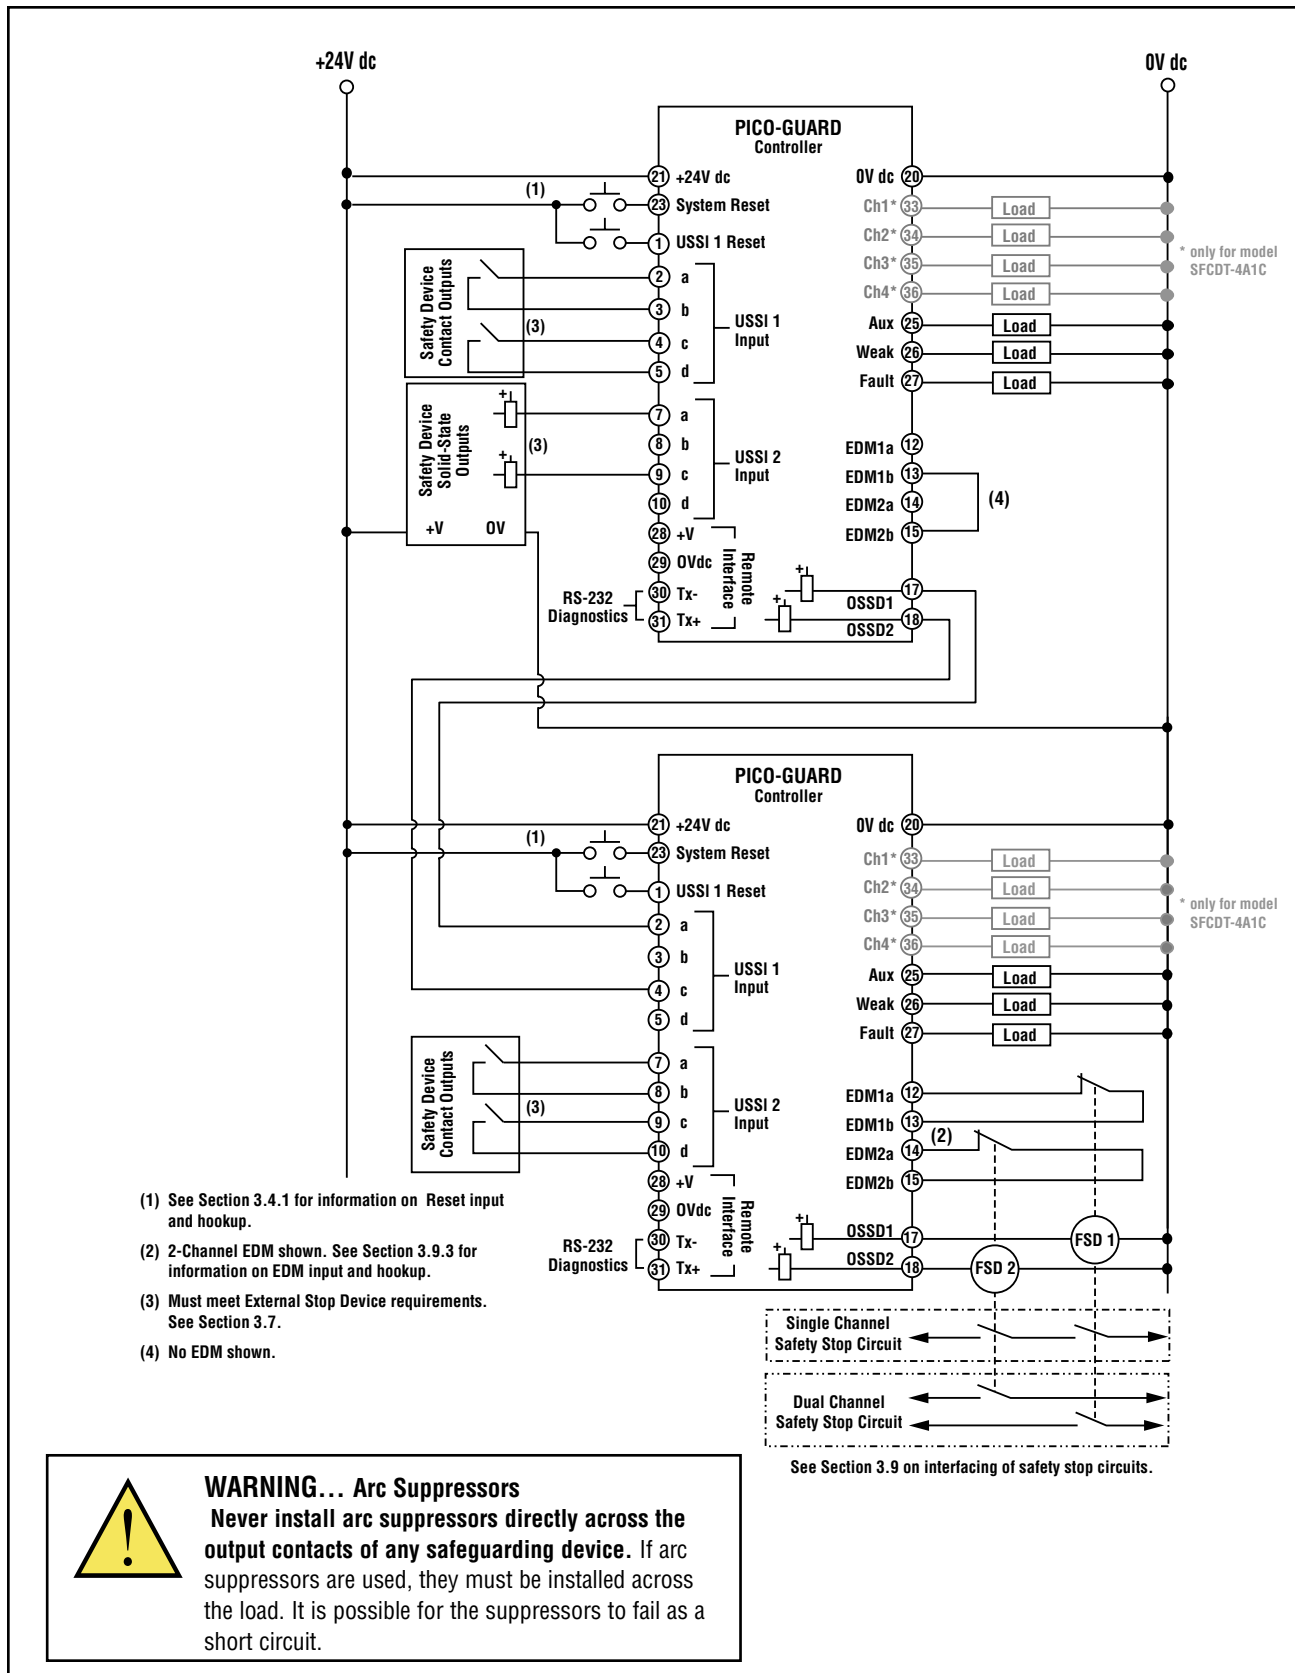 +24V dc
0V dc
PICO-GUARD
Controller
21 +24V dc
0V dc 20
(1)
23 System Reset
Ch1* 33 Load
1 USSI 1 Reset
Ch2* 34 Load
* only for model
SFCDT-4A1C
Safety Device
Contact Outputs
2 a
Ch3* 35 Load
3 b
Ch4* 36 Load
(3)
USSI 1
Input
Aux 25 Load
4 c
Weak 26 Load
5 d
Fault 27 Load
Safety Device
Solid-State
Outputs
+
+
(3)
+V 0V
7 a
8 b
USSI 2
Input
9 c
10 d
EDM1a 12
EDM1b 13
(4)
EDM2a 14
EDM2b 15
28 +V
29 0Vdc
Remote
Interface
RS-232
Diagnostics
30 Tx-
31 Tx+
+
17
OSSD1
+
18
OSSD2
PICO-GUARD
Controller
21 +24V dc
0V dc 20
(1)
23 System Reset
Ch1* 33 Load
1 USSI 1 Reset
Ch2* 34 Load
* only for model
SFCDT-4A1C
2 a
Ch3* 35 Load
3 b
Ch4* 36 Load
USSI 1
Input
Aux 25 Load
4 c
Weak 26 Load
5 d
Fault 27 Load
Safety Device
Contact Outputs
(3)
7 a
8 b
USSI 2
Input
9 c
10 d
EDM1a 12
EDM1b 13
(2)
EDM2a 14
EDM2b 15
28 +V
29 0Vdc
Remote
Interface
RS-232
Diagnostics
30 Tx-
31 Tx+
+
OSSD1 17
FSD 1
+
OSSD2 18
FSD 2
(1) See Section 3.4.1 for information on Reset input
and hookup.
(2) 2-Channel EDM shown. See Section 3.9.3 for
information on EDM input and hookup.
(3) Must meet External Stop Device requirements.
See Section 3.7.
(4) No EDM shown.
Single Channel
Safety Stop Circuit
Dual Channel
Safety Stop Circuit
See Section 3.9 on interfacing of safety stop circuits.
!
WARNING... Arc Suppressors
Never install arc suppressors directly across the
output contacts of any safeguarding device. If arc
suppressors are used, they must be installed across
the load. It is possible for the suppressors to fail as a
short circuit.